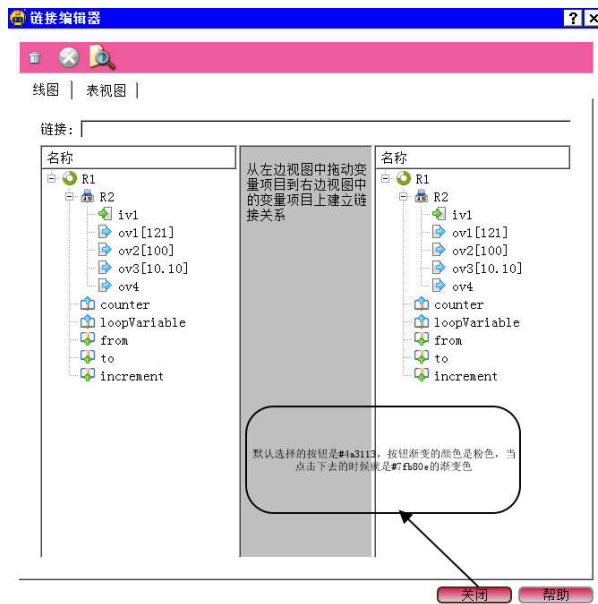 链接编辑器
线图 | 表视图 |
链接:
名称
R1
R2
iv1
ov1[121]
ov2[100]
ov3[10.10]
ov4
counter
loopVariable
from
to
increment
从左边视图中拖动变
量项目到右边视图中
的变量项目上建立链
接关系
名称
R1
R2
iv1
ov1[121]
ov2[100]
ov3[10.10]
ov4
counter
loopVariable
from
to
increment
默认选择的按钮是#4a3113，按钮渐变的颜色是粉色，当
点击下去的时候就是#7fb80e的渐变色
关闭
帮助